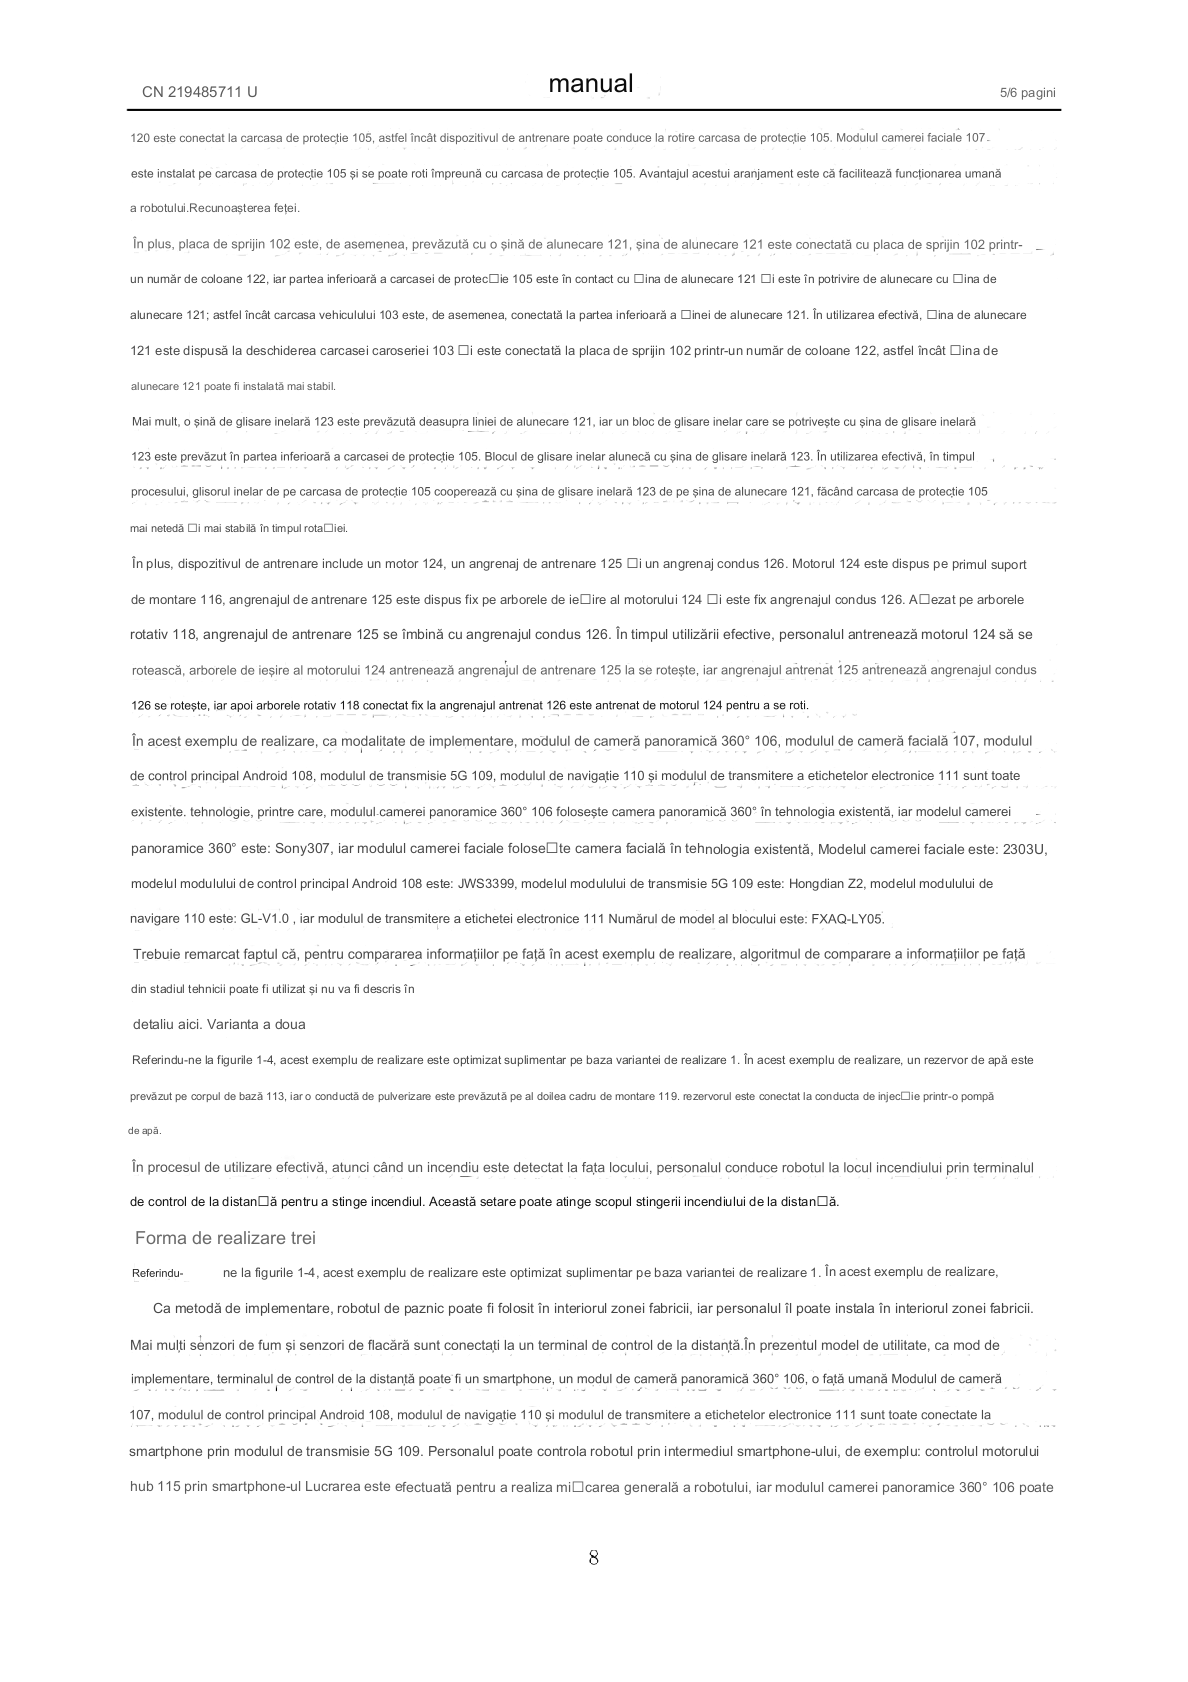 CN 219485711 U
manual
5/6 pagini
120 este conectat la carcasa de protecție 105, astfel încât dispozitivul de antrenare poate conduce la rotire carcasa de protecție 105. Modulul camerei faciale 107
este instalat pe carcasa de protecție 105 și se poate roti împreună cu carcasa de protecție 105. Avantajul acestui aranjament este că facilitează funcționarea umană
a robotului.Recunoașterea feței.
În plus, placa de sprijin 102 este, de asemenea, prevăzută cu o șină de alunecare 121, șina de alunecare 121 este conectată cu placa de sprijin 102 printr-
un număr de coloane 122, iar partea inferioară a carcasei de protec□ie 105 este în contact cu □ina de alunecare 121 □i este în potrivire de alunecare cu □ina de
alunecare 121; astfel încât carcasa vehiculului 103 este, de asemenea, conectată la partea inferioară a □inei de alunecare 121. În utilizarea efectivă, □ina de alunecare
121 este dispusă la deschiderea carcasei caroseriei 103 □i este conectată la placa de sprijin 102 printr-un număr de coloane 122, astfel încât □ina de
alunecare 121 poate fi instalată mai stabil.
Mai mult, o șină de glisare inelară 123 este prevăzută deasupra liniei de alunecare 121, iar un bloc de glisare inelar care se potrivește cu șina de glisare inelară
123 este prevăzut în partea inferioară a carcasei de protecție 105. Blocul de glisare inelar alunecă cu șina de glisare inelară 123. În utilizarea efectivă, în timpul
procesului, glisorul inelar de pe carcasa de protecție 105 cooperează cu șina de glisare inelară 123 de pe șina de alunecare 121, făcând carcasa de protecție 105
mai netedă □i mai stabilă în timpul rota□iei.
În plus, dispozitivul de antrenare include un motor 124, un angrenaj de antrenare 125 □i un angrenaj condus 126. Motorul 124 este dispus pe primul suport
de montare 116, angrenajul de antrenare 125 este dispus fix pe arborele de ie□ire al motorului 124 □i este fix angrenajul condus 126. A□ezat pe arborele
rotativ 118, angrenajul de antrenare 125 se îmbină cu angrenajul condus 126. În timpul utilizării efective, personalul antrenează motorul 124 să se
rotească, arborele de ieșire al motorului 124 antrenează angrenajul de antrenare 125 la se rotește, iar angrenajul antrenat 125 antrenează angrenajul condus
126 se rotește, iar apoi arborele rotativ 118 conectat fix la angrenajul antrenat 126 este antrenat de motorul 124 pentru a se roti.
În acest exemplu de realizare, ca modalitate de implementare, modulul de cameră panoramică 360° 106, modulul de cameră facială 107, modulul
de control principal Android 108, modulul de transmisie 5G 109, modulul de navigație 110 și modulul de transmitere a etichetelor electronice 111 sunt toate
existente. tehnologie, printre care, modulul camerei panoramice 360° 106 folosește camera panoramică 360° în tehnologia existentă, iar modelul camerei
panoramice 360° este: Sony307, iar modulul camerei faciale folose□te camera facială în tehnologia existentă, Modelul camerei faciale este: 2303U,
modelul modulului de control principal Android 108 este: JWS3399, modelul modulului de transmisie 5G 109 este: Hongdian Z2, modelul modulului de
navigare 110 este: GL-V1.0 , iar modulul de transmitere a etichetei electronice 111 Numărul de model al blocului este: FXAQ-LY05.
Trebuie remarcat faptul că, pentru compararea informațiilor pe față în acest exemplu de realizare, algoritmul de comparare a informațiilor pe față
din stadiul tehnicii poate fi utilizat și nu va fi descris în
detaliu aici. Varianta a doua
Referindu-ne la figurile 1-4, acest exemplu de realizare este optimizat suplimentar pe baza variantei de realizare 1. În acest exemplu de realizare, un rezervor de apă este
prevăzut pe corpul de bază 113, iar o conductă de pulverizare este prevăzută pe al doilea cadru de montare 119. rezervorul este conectat la conducta de injec□ie printr-o pompă
de apă.
În procesul de utilizare efectivă, atunci când un incendiu este detectat la fața locului, personalul conduce robotul la locul incendiului prin terminalul
de control de la distan□ă pentru a stinge incendiul. Această setare poate atinge scopul stingerii incendiului de la distan□ă.
Forma de realizare trei
Referindu- ne la figurile 1-4, acest exemplu de realizare este optimizat suplimentar pe baza variantei de realizare 1. În acest exemplu de realizare,
Ca metodă de implementare, robotul de paznic poate fi folosit în interiorul zonei fabricii, iar personalul îl poate instala în interiorul zonei fabricii.
Mai mulți senzori de fum și senzori de flacără sunt conectați la un terminal de control de la distanță.În prezentul model de utilitate, ca mod de
implementare, terminalul de control de la distanță poate fi un smartphone, un modul de cameră panoramică 360° 106, o față umană Modulul de cameră
107, modulul de control principal Android 108, modulul de navigație 110 și modulul de transmitere a etichetelor electronice 111 sunt toate conectate la
smartphone prin modulul de transmisie 5G 109. Personalul poate controla robotul prin intermediul smartphone-ului, de exemplu: controlul motorului
hub 115 prin smartphone-ul Lucrarea este efectuată pentru a realiza mi□carea generală a robotului, iar modulul camerei panoramice 360° 106 poate
8